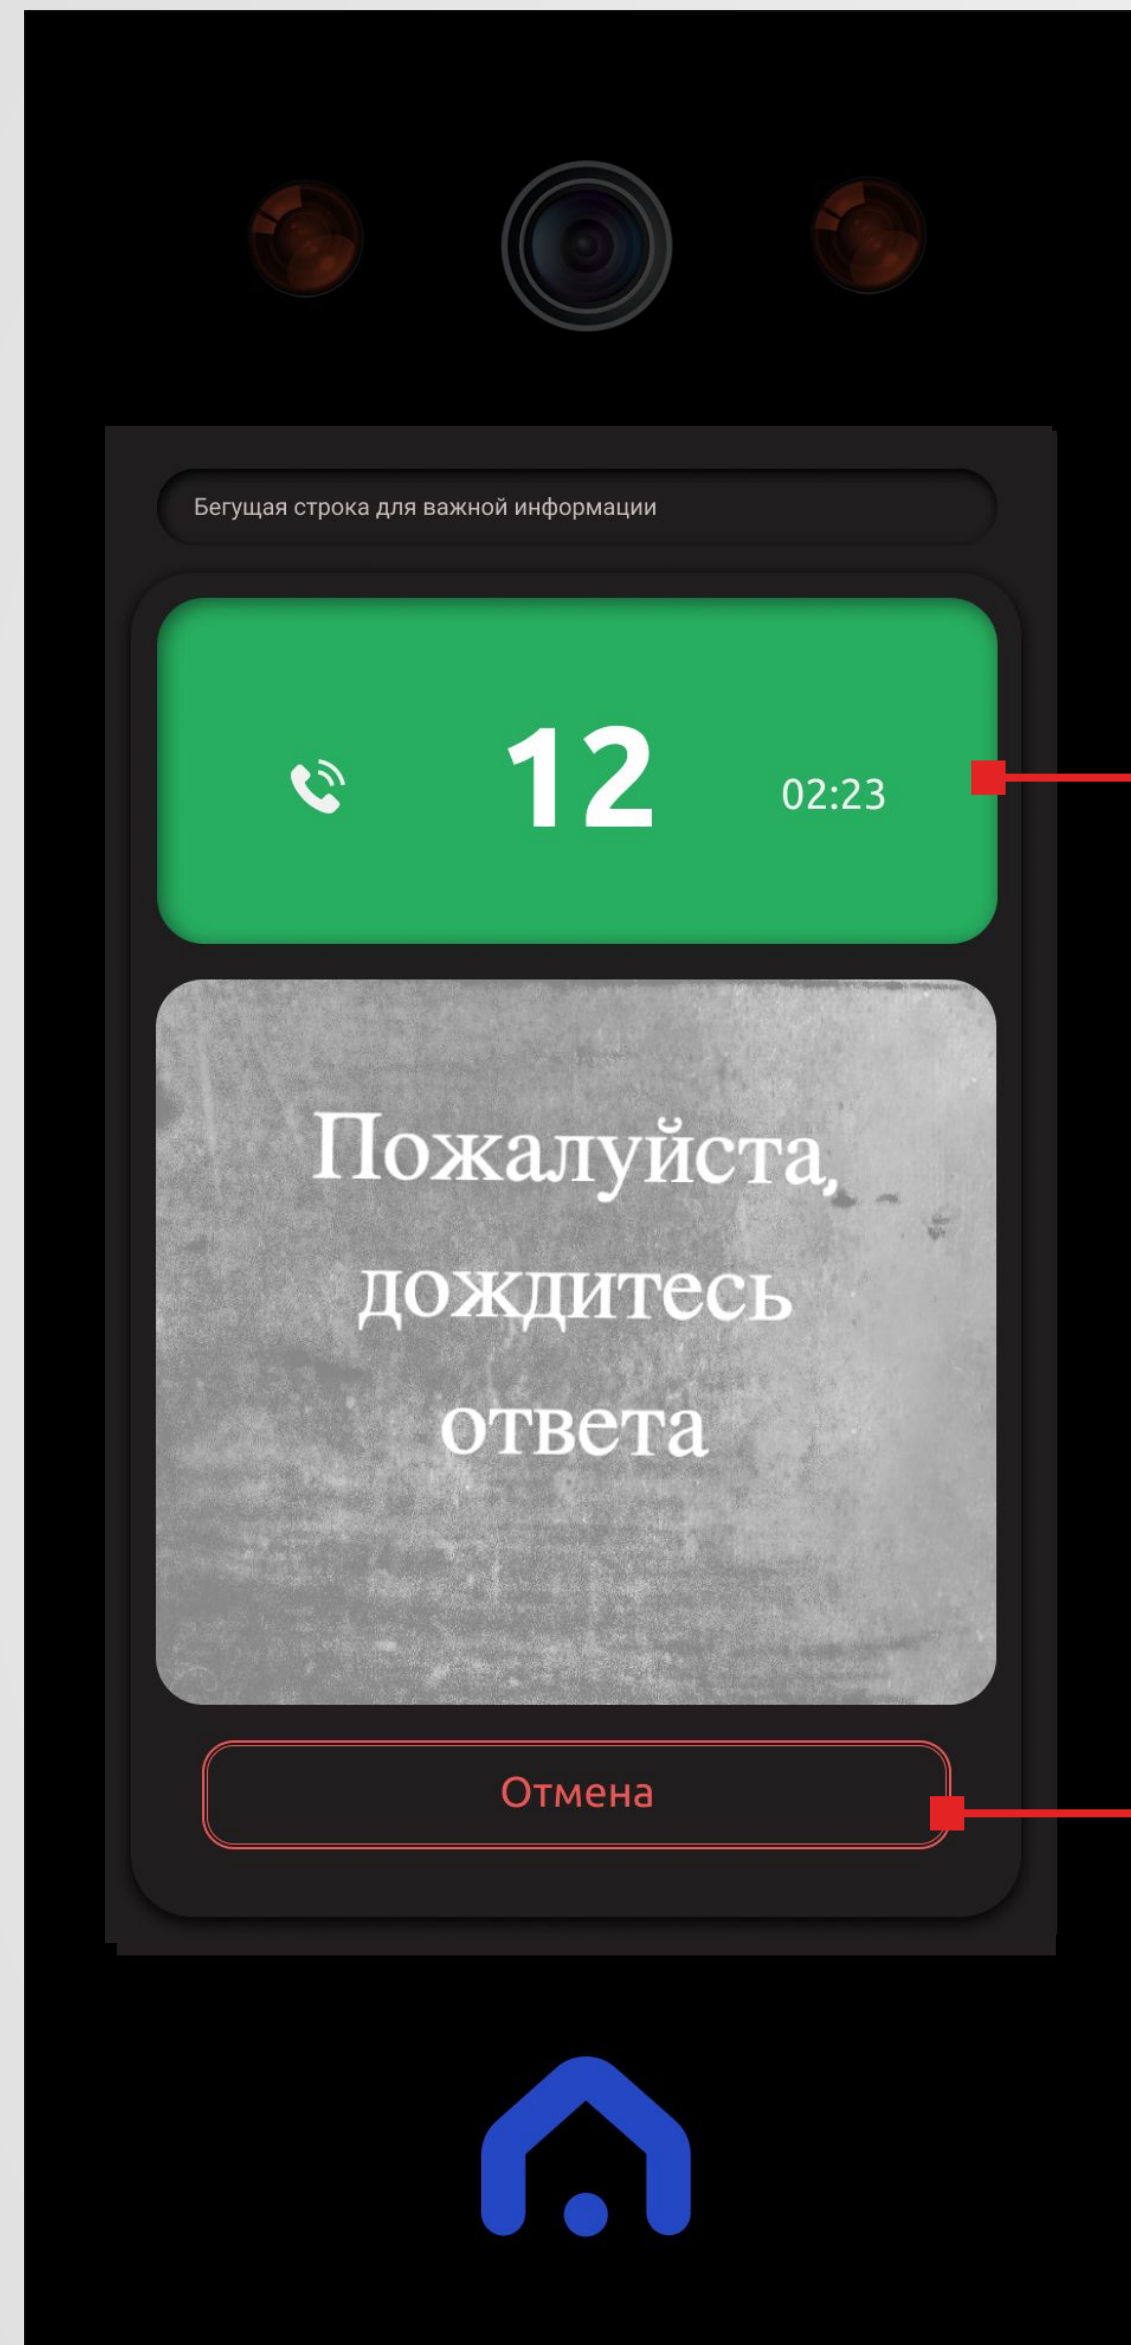 Бегущая строка для важной информации
12
02:23
Пожалуйста,
дождитесь
ответа
Отмена